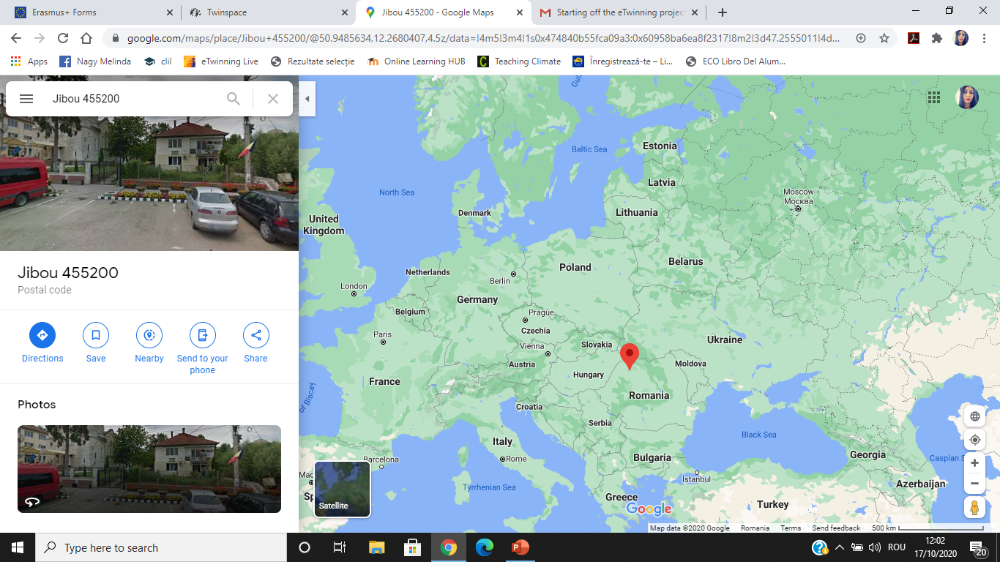 Erasmus+ Forms
Twinspace
Jibou 455200 - Google Maps
Starting off the eTwinning projec
google.com/maps/place/Jibou+455200/@50.9485634,12.2680407,4.5z/data=!4m5!3m4!1s0x474840b55fca09a3:0x60958ba6ea8f2317!8m2!3d47.2555011!4d...
Apps
Nagy Melinda
clil
eTwinning Live
Rezultate selecție
Online Learning HUB
Teaching Climate
Înregistrează-te – Li...
ECO Libro Del Alum...
Jibou 455200
Jibou 455200
Postal code
Directions
Save
Nearby
Send to your
phone
Share
Photos
Baltic Sea
Estonia
Latvia
Moscow
Москва
North Sea
Denmark
Lithuania
United
Kingdom
Belarus
Poland
Netherlands
Berlin
London
Germany
Belgium
Prague
Paris
Czechia
Ukraine
Slovakia
Vienna
Austria
Moldova
Hungary
France
Romania
of Biscay
Croatia
Serbia
Black Sea
Italy
Barcelona
Rome
Bulgaria
Georgia
Caspian S
İstanbul
Tyrrhenian Sea
Azerbaijan
Greece
Turkey
Satellite
Google
Map data ©2020 Google
Romania
Terms
Send feedback
500 km
Type here to search
ROU
12:02
17/10/2020
20